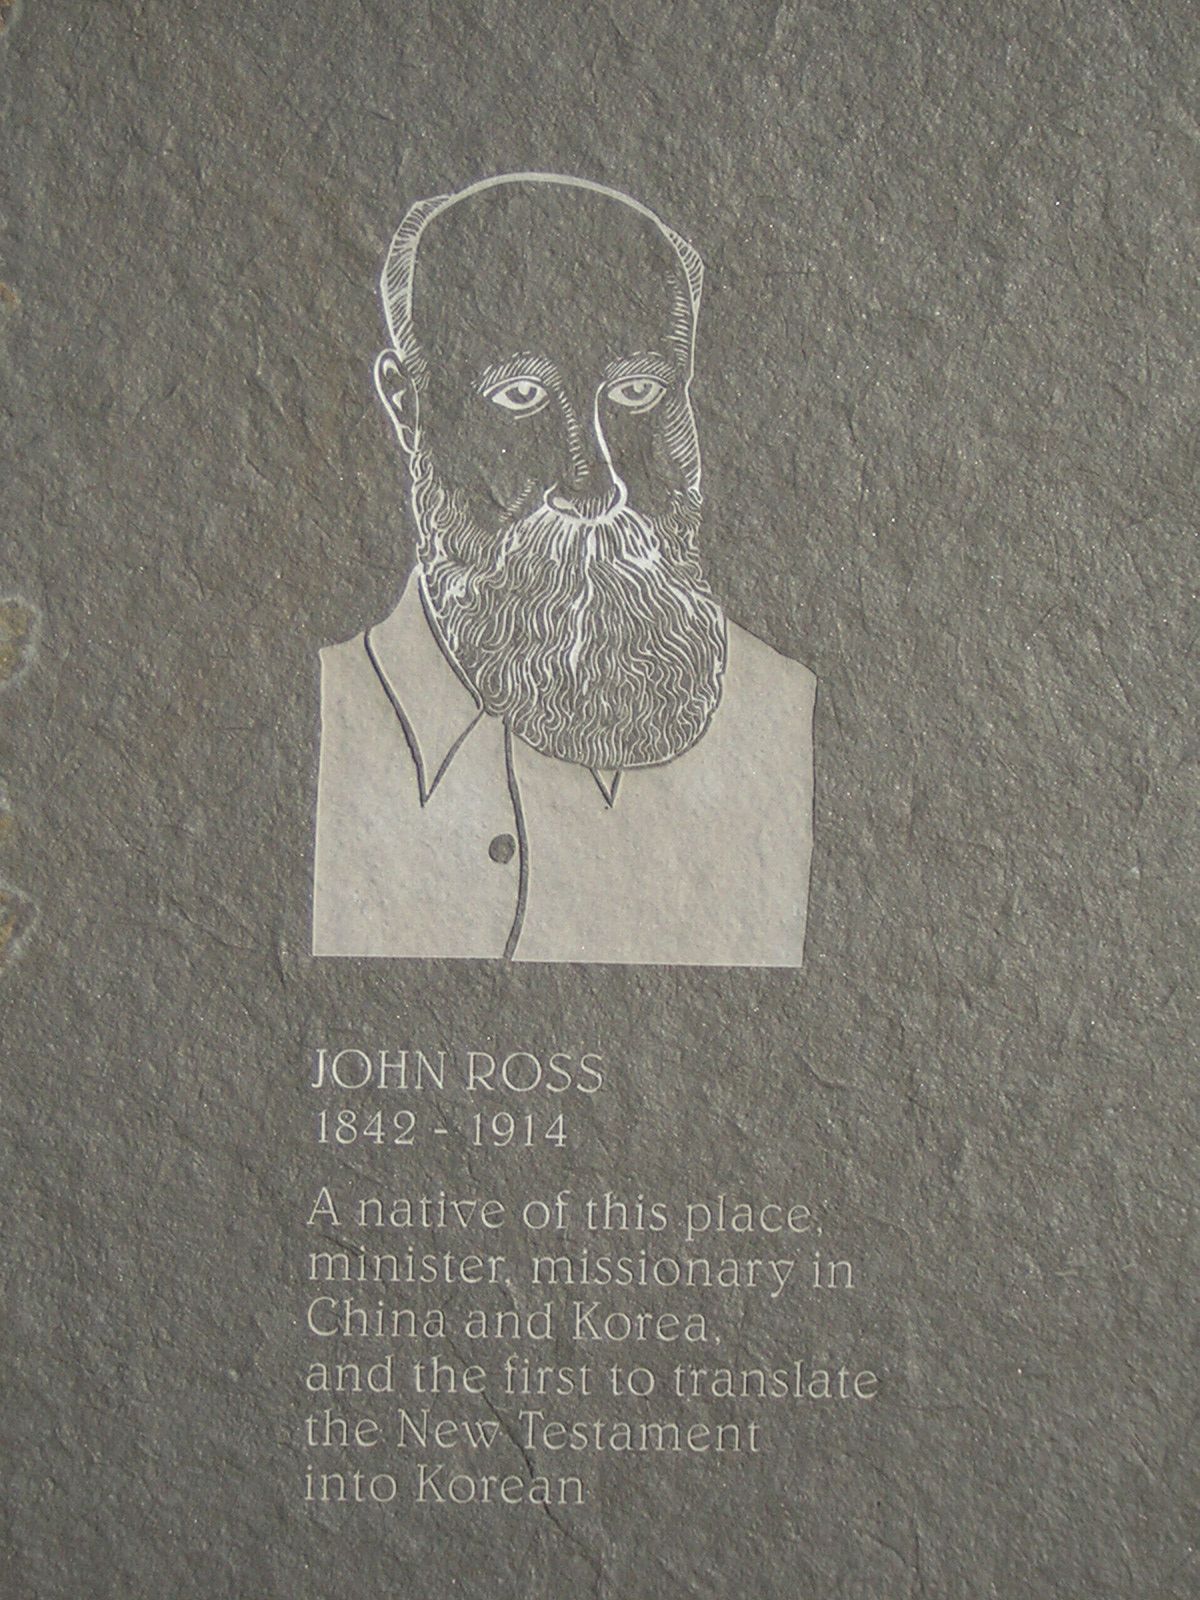 JOHN ROSS
1842 - 1914
A native of this place,
minister, missionary in
China and Korea,
and the first to translate
the New Testament
into Korean